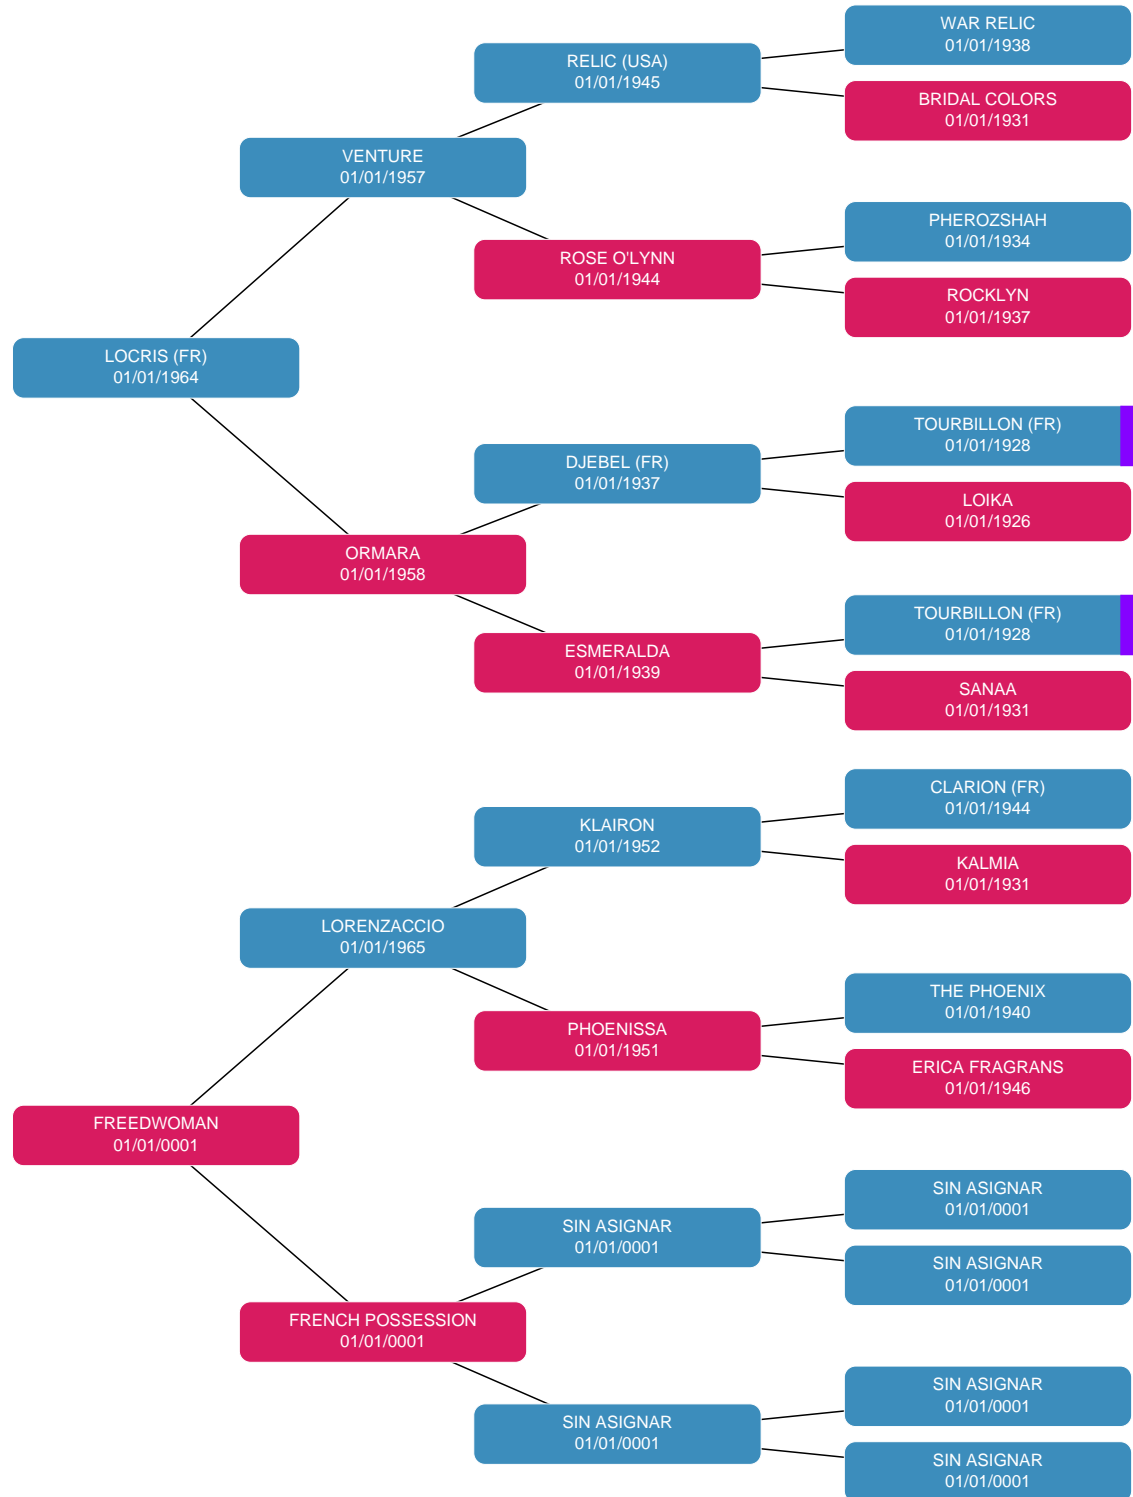 WAR RELIC
01/01/1938
RELIC (USA)
01/01/1945
BRIDAL COLORS
01/01/1931
VENTURE
01/01/1957
PHEROZSHAH
01/01/1934
ROSE O'LYNN
01/01/1944
ROCKLYN
01/01/1937
LOCRIS (FR)
01/01/1964
TOURBILLON (FR)
01/01/1928
DJEBEL (FR)
01/01/1937
LOIKA
01/01/1926
ORMARA
01/01/1958
TOURBILLON (FR)
01/01/1928
ESMERALDA
01/01/1939
SANAA
01/01/1931
CLARION (FR)
01/01/1944
KLAIRON
01/01/1952
KALMIA
01/01/1931
LORENZACCIO
01/01/1965
THE PHOENIX
01/01/1940
PHOENISSA
01/01/1951
ERICA FRAGRANS
01/01/1946
FREEDWOMAN
01/01/0001
SIN ASIGNAR
01/01/0001
SIN ASIGNAR
01/01/0001
SIN ASIGNAR
01/01/0001
FRENCH POSSESSION
01/01/0001
SIN ASIGNAR
01/01/0001
SIN ASIGNAR
01/01/0001
SIN ASIGNAR
01/01/0001